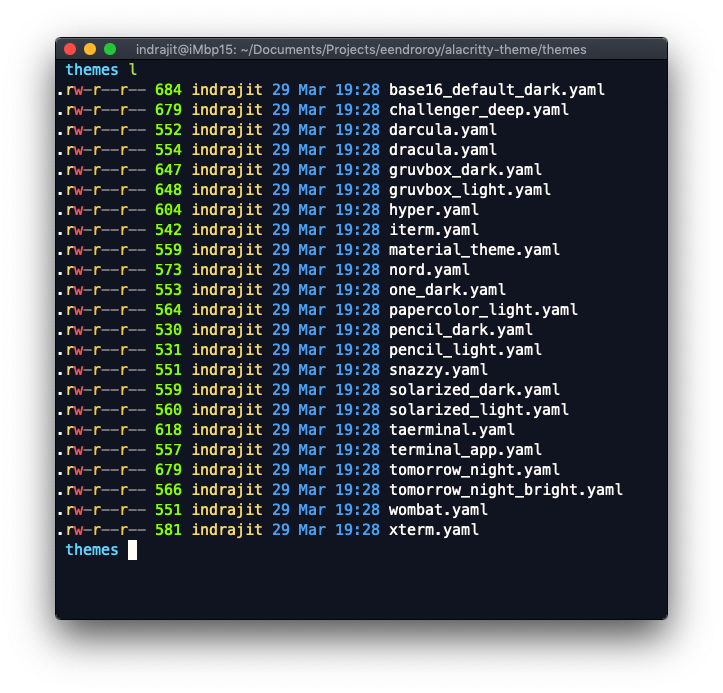 indrajit@iMbp15: ~/Documents/Projects/eendroroy/alacritty-theme/themes
themes l
.rw-r--r-- 684 indrajit 29 Mar 19:28 base16_default_dark.yaml
.rw-r--r-- 679 indrajit 29 Mar 19:28 challenger_deep.yaml
.rw-r--r-- 552 indrajit 29 Mar 19:28 darcula.yaml
.rw-r--r-- 554 indrajit 29 Mar 19:28 dracula.yaml
.rw-r--r-- 647 indrajit 29 Mar 19:28 gruvbox_dark.yaml
.rw-r--r-- 648 indrajit 29 Mar 19:28 gruvbox_light.yaml
.rw-r--r-- 604 indrajit 29 Mar 19:28 hyper.yaml
.rw-r--r-- 542 indrajit 29 Mar 19:28 iterm.yaml
.rw-r--r-- 559 indrajit 29 Mar 19:28 material_theme.yaml
.rw-r--r-- 573 indrajit 29 Mar 19:28 nord.yaml
.rw-r--r-- 553 indrajit 29 Mar 19:28 one_dark.yaml
.rw-r--r-- 564 indrajit 29 Mar 19:28 papercolor_light.yaml
.rw-r--r-- 530 indrajit 29 Mar 19:28 pencil_dark.yaml
.rw-r--r-- 531 indrajit 29 Mar 19:28 pencil_light.yaml
.rw-r--r-- 551 indrajit 29 Mar 19:28 snazzy.yaml
.rw-r--r-- 559 indrajit 29 Mar 19:28 solarized_dark.yaml
.rw-r--r-- 560 indrajit 29 Mar 19:28 solarized_light.yaml
.rw-r--r-- 618 indrajit 29 Mar 19:28 taerminal.yaml
.rw-r--r-- 557 indrajit 29 Mar 19:28 terminal_app.yaml
.rw-r--r-- 679 indrajit 29 Mar 19:28 tomorrow_night.yaml
.rw-r--r-- 566 indrajit 29 Mar 19:28 tomorrow_night_bright.yaml
.rw-r--r-- 551 indrajit 29 Mar 19:28 wombat.yaml
.rw-r--r-- 581 indrajit 29 Mar 19:28 xterm.yaml
themes